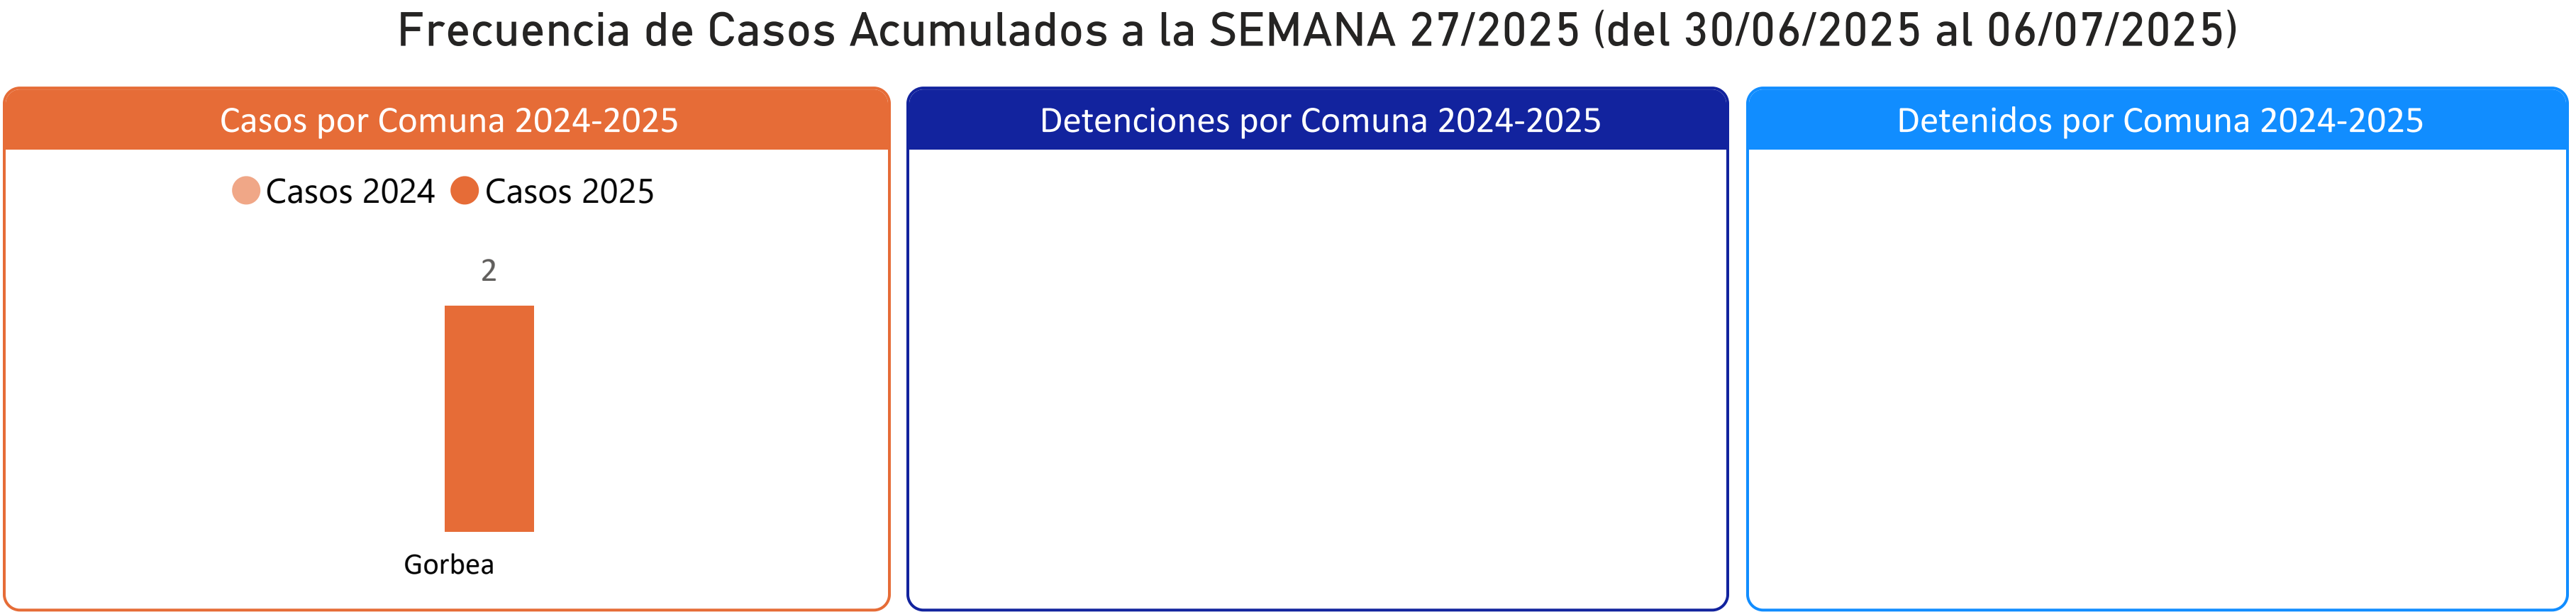 Frecuencia de Casos Acumulados a la SEMANA 27/2025 (del 30/06/2025 al 06/07/2025)
Casos por Comuna 2024-2025
Casos 2024 Casos 2025
2
Gorbea
Detenciones por Comuna 2024-2025
Detenidos por Comuna 2024-2025